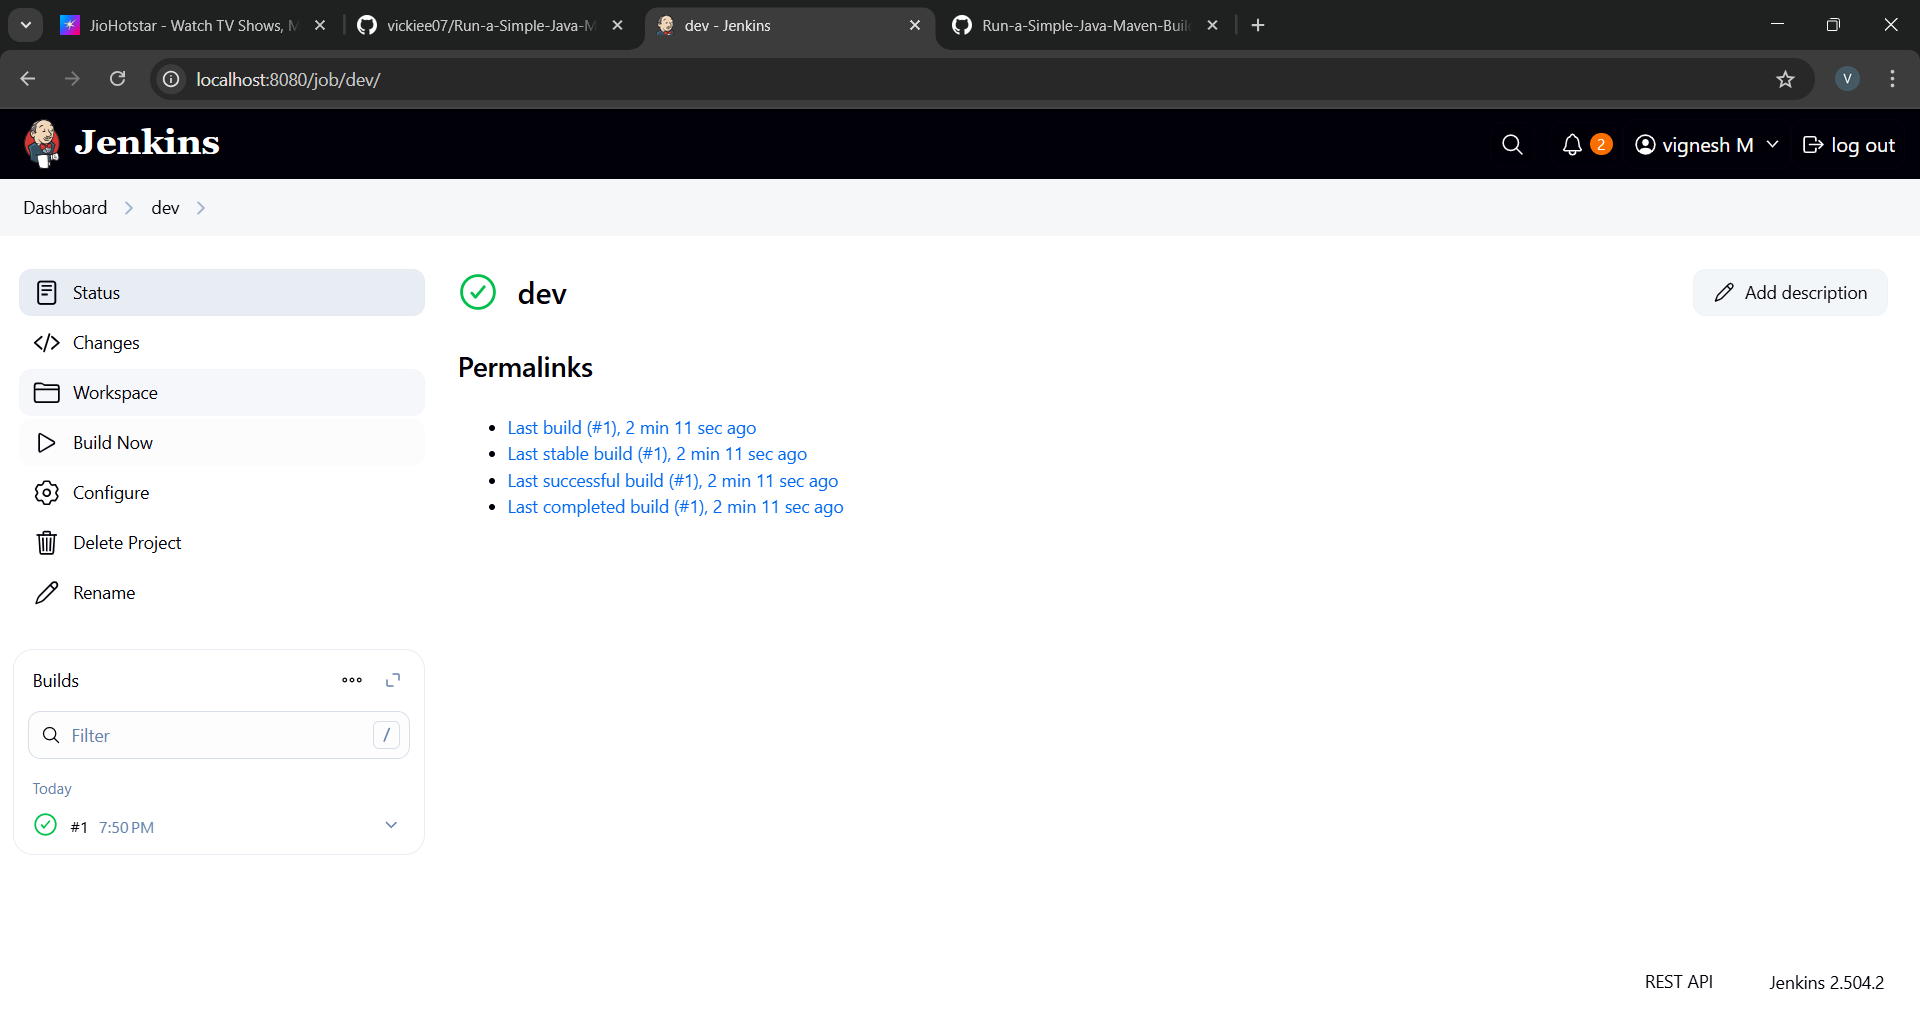 JioHotstar - Watch TV Shows, M
vickiee07/Run-a-Simple-Java-M
dev - Jenkins
Run-a-Simple-Java-Maven-Buil
localhost:8080/job/dev/
V
Jenkins
2
vignesh M
log out
Dashboard
dev
Status
Changes
Workspace
Build Now
Configure
Delete Project
Rename
Builds
Filter
/
Today
#1 7:50 PM
dev
Add description
Permalinks
Last build (#1), 2 min 11 sec ago
Last stable build (#1), 2 min 11 sec ago
Last successful build (#1), 2 min 11 sec ago
Last completed build (#1), 2 min 11 sec ago
REST API
Jenkins 2.504.2